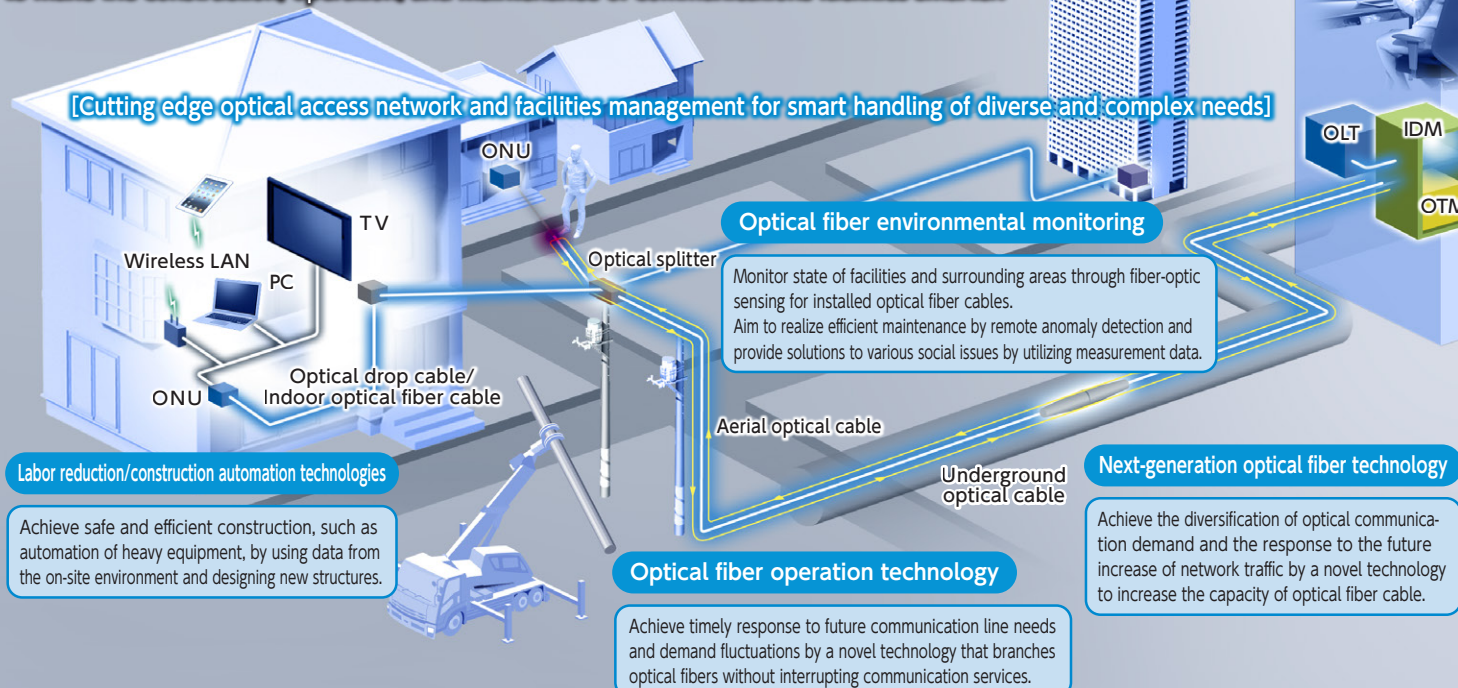 [Cutting edge optical access network and facilities management for smart handling of diverse and complex needs]
OLT
IDM
OTM
ONU
TV
Wireless LAN
PC
Optical splitter
Optical fiber environmental monitoring
Monitor state of facilities and surrounding areas through fiber-optic
sensing for installed optical fiber cables.
Aim to realize efficient maintenance by remote anomaly detection and
provide solutions to various social issues by utilizing measurement data.
ONU
Optical drop cable/
Indoor optical fiber cable
Aerial optical cable
Underground
optical cable
Labor reduction/construction automation technologies
Achieve safe and efficient construction, such as
automation of heavy equipment, by using data from
the on-site environment and designing new structures.
Optical fiber operation technology
Achieve timely response to future communication line needs
and demand fluctuations by a novel technology that branches
optical fibers without interrupting communication services.
Next-generation optical fiber technology
Achieve the diversification of optical communica-
tion demand and the response to the future
increase of network traffic by a novel technology
to increase the capacity of optical fiber cable.